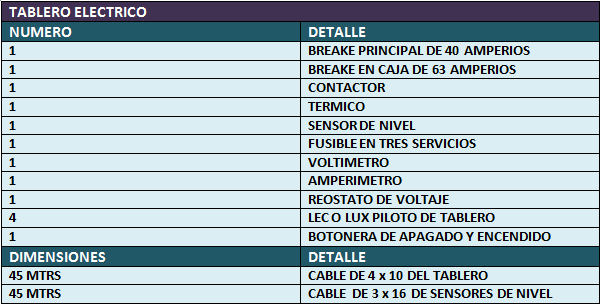 TABLERO ELECTRICO
NUMERO DETALLE
1 BREAKE PRINCIPAL DE 40 AMPERIOS
1 BREAKE EN CAJA DE 63 AMPERIOS
1 CONTACTOR
1 TERMICO
1 SENSOR DE NIVEL
1 FUSIBLE EN TRES SERVICIOS
1 VOLTIMETRO
1 AMPERIMETRO
1 REOSTATO DE VOLTAJE
4 LEC O LUX PILOTO DE TABLERO
1 BOTONERA DE APAGADO Y ENCENDIDO
DIMENSIONES DETALLE
45 MTRS CABLE DE 4 x 10 DEL TABLERO
45 MTRS CABLE DE 3 x 16 DE SENSORES DE NIVEL